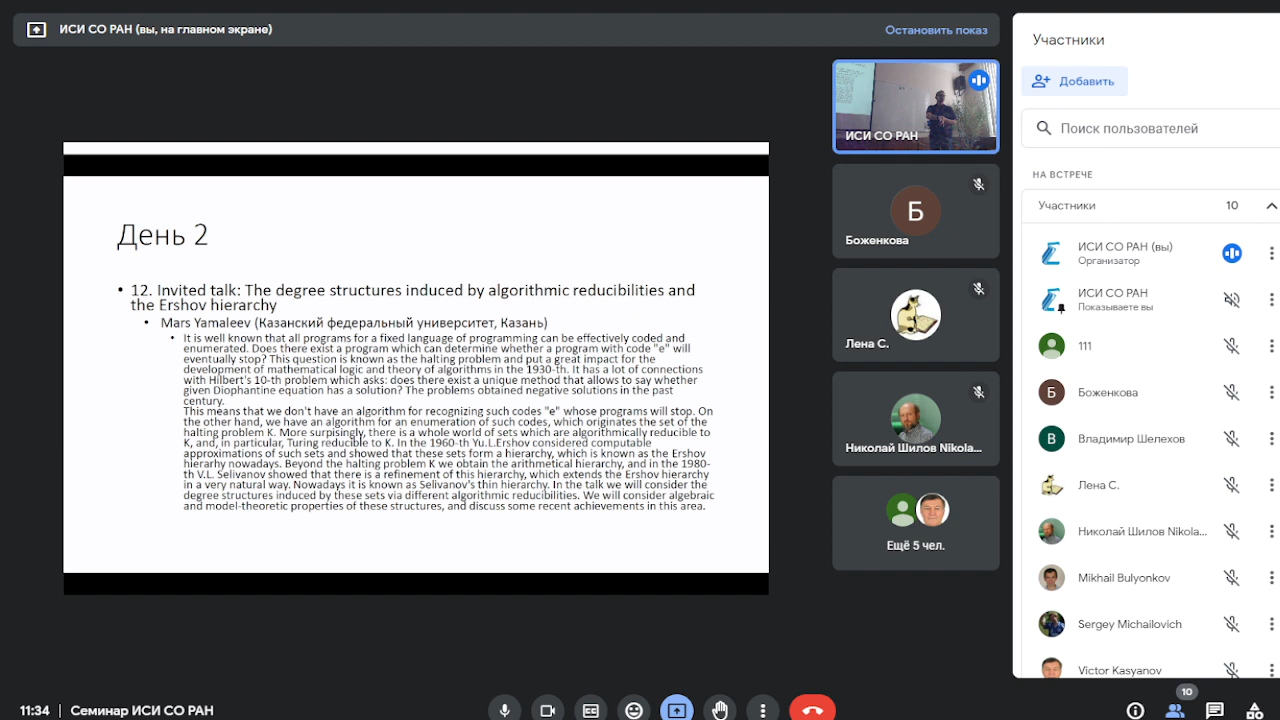 ИСИ СО РАН (вы, на главном экране)
Остановить показ
День 2
• 12. Invited talk: The degree structures induced by algorithmic reducibilities and
the Ershov hierarchy
• Mars Yamaleev (Казанский федеральный университет, Казань)
• It is well known that all programs for a fixed language of programming can be effectively coded and
enumerated. Does there exist a program which can determine whether a program with code "e" will
eventually stop? This question is known as the halting problem and put a great impact for the
development of mathematical logic and theory of algorithms in the 1930-th. It has a lot of connections
with Hilbert's 10-th problem which asks: does there exist a unique method that allows to say whether
given Diophantine equation has a solution? The problems obtained negative solutions in the past
century.
This means that we don't have an algorithm for recognizing such codes "e" whose programs will stop. On
the other hand, we have an algorithm for an enumeration of such codes, which originates the set of the
halting problem K. More surpisingly, there is a whole world of sets which are algorithmically reducible to
K, and, in particular, Turing reducible to K. In the 1960-th Yu.L.Ershov considered computable
approximations of such sets and showed that these sets form a hierarchy, which is known as the Ershov
hierarhy nowadays. Beyond the halting problem K we obtain the arithmetical hierarchy, and in the 1980-
th V.L. Selivanov showed that there is a refinement of this hierarchy, which extends the Ershov hierarchy
in a very natural way. Nowadays it is known as Selivanov's thin hierarchy. In the talk we will consider the
degree structures induced by these sets via different algorithmic reducibilities. We will consider algebraic
and model-theoretic properties of these structures, and discuss some recent achievements in this area.
ИСИ СО РАН
Б
Боженкова
Лена С.
Николай Шилов Nikola...
Ещё 5 чел.
Участники
Добавить
Поиск пользователей
НА ВСТРЕЧЕ
Участники 10
ИСИ СО РАН (вы)
Организатор
ИСИ СО РАН
Показываете вы
111
Б Боженкова
В Владимир Шелехов
Лена С.
Николай Шилов Nikola...
Mikhail Bulyonkov
Sergey Michailovich
Victor Kasyanov
11:34 | Семинар ИСИ СО РАН
10